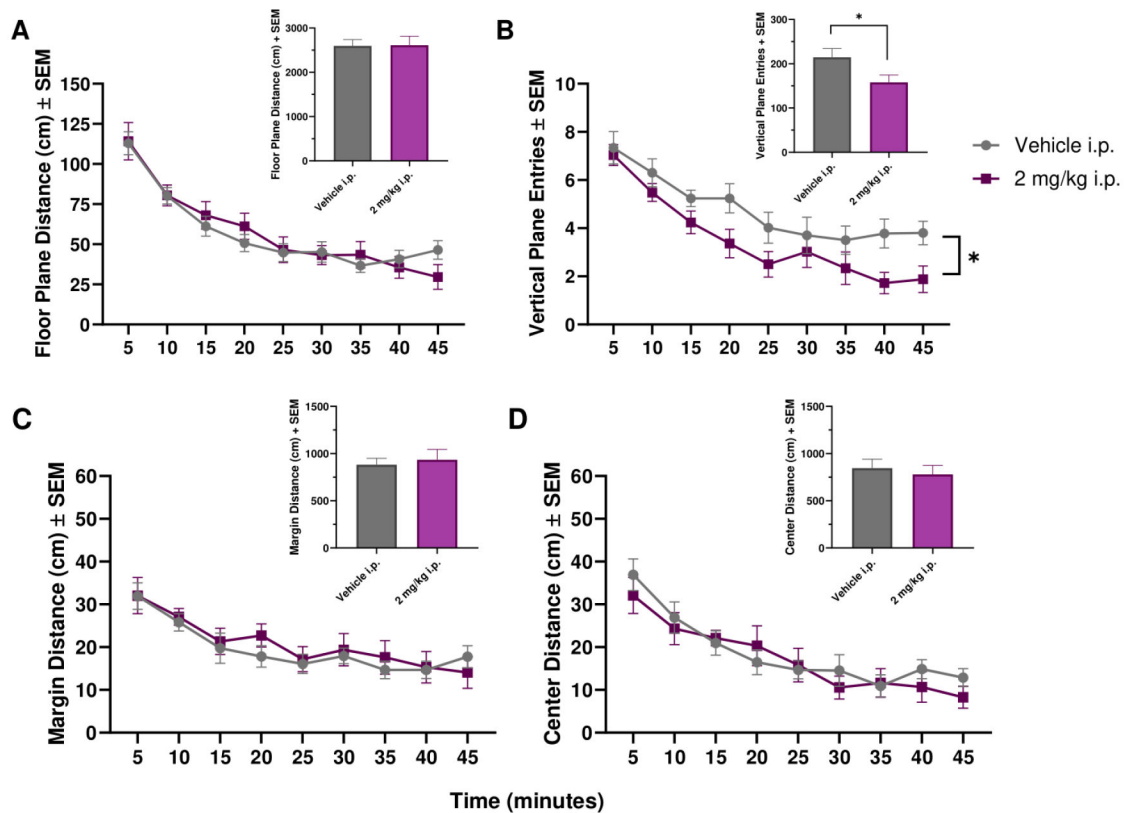 A
Floor Plane Distance (cm) ± SEM
150
125
100
75
50
25
0
5 10 15 20 25 30 35 40 45
Floor Plane Distance (cm) + SEM
3000
2000
1000
0
Vehicle i.p.
2 mg/kg i.p.
B
Vertical Plane Entries ± SEM
10
8
6
4
2
0
5 10 15 20 25 30 35 40 45
*
Vertical Plane Entries + SEM
300
200
100
0
*
Vehicle i.p.
2 mg/kg i.p.
Vehicle i.p.
2 mg/kg i.p.
C
Margin Distance (cm) ± SEM
60
50
40
30
20
10
0
5 10 15 20 25 30 35 40 45
Margin Distance (cm) + SEM
1500
1000
500
0
Vehicle i.p.
2 mg/kg i.p.
D
Center Distance (cm) ± SEM
60
50
40
30
20
10
0
5 10 15 20 25 30 35 40 45
Center Distance (cm) + SEM
1500
1000
500
0
Vehicle i.p.
2 mg/kg i.p.
Time (minutes)